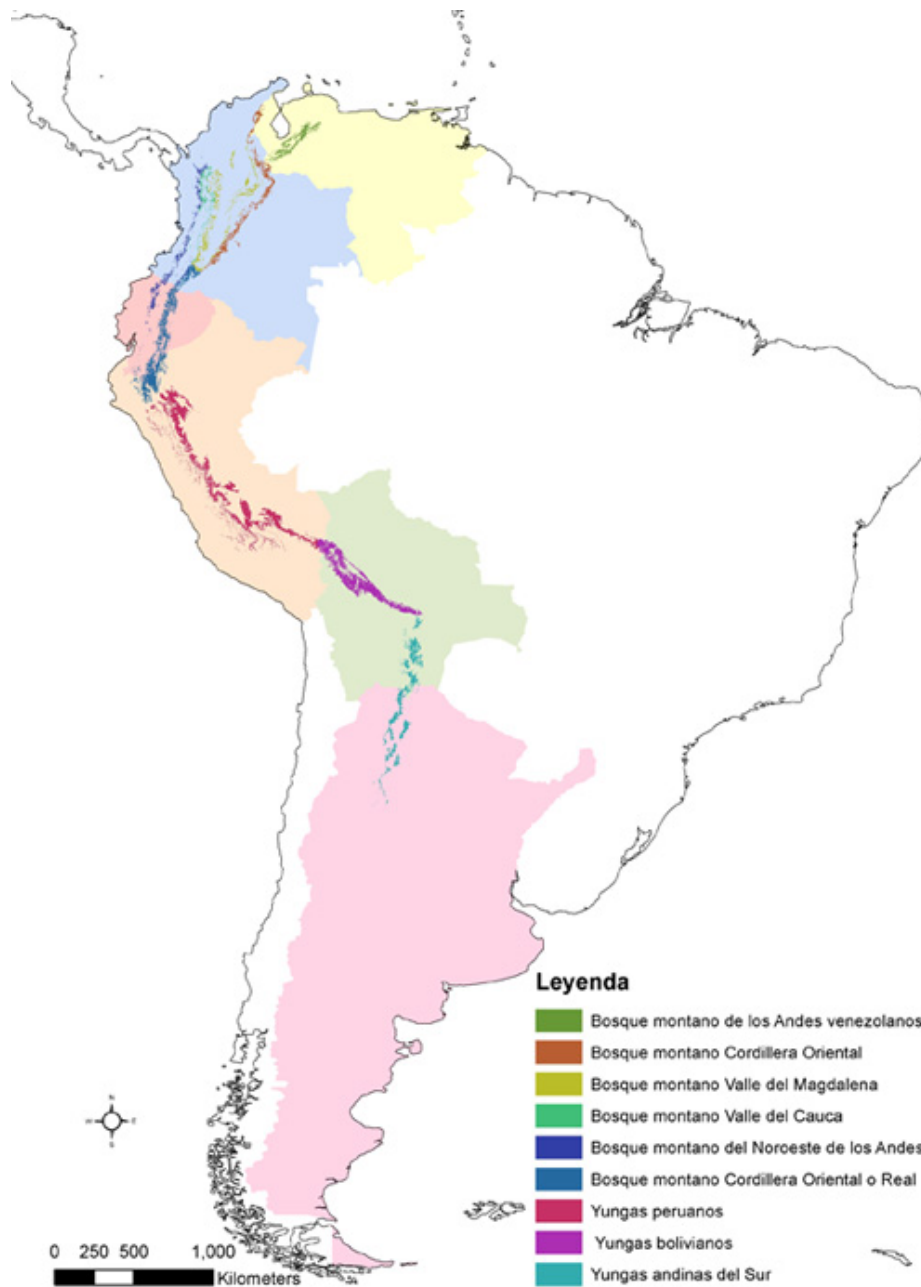 Leyenda
Bosque montano de los Andes venezolanos
Bosque montano Cordillera Oriental
Bosque montano Valle del Magdalena
Bosque montano Valle del Cauca
Bosque montano del Noroeste de los Andes
Bosque montano Cordillera Oriental o Real
Yungas peruanos
Yungas bolivianos
Yungas andinas del Sur
N
E
S
0 250 500 1,000
Kilometers